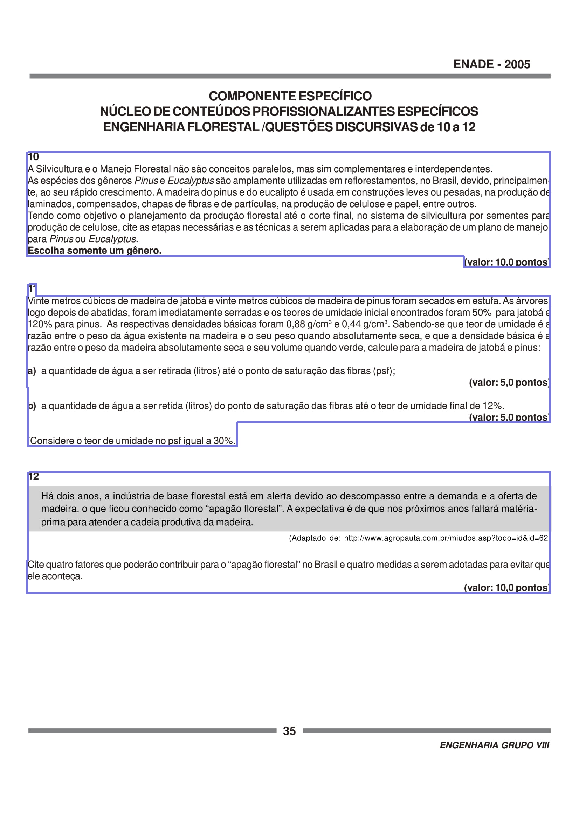 ENADE - 2005
COMPONENTE ESPECÍFICO
NÚCLEO DE CONTEÚDOS PROFISSIONALIZANTES ESPECÍFICOS
ENGENHARIA FLORESTAL/QUESTÕES DISCURSIVAS de 10 a 12
10
A Silvicultura e o Manejo Florestal não são conceitos paralelos, mas sim complementares e interdependentes.
As espécies dos gêneros Pinus e Eucalyptus são amplamente utilizadas em reflorestamentos, no Brasil, devido, principalmen-
te, ao seu rápido crescimento. A madeira do pinus e do eucalipto é usada em construções leves ou pesadas, na produção de
laminados, compensados, chapas de fibras e de partículas, na produção de celulose e papel, entre outros.
Tendo como objetivo o planejamento da produção florestal até o corte final, no sistema de silvicultura por sementes para
produção de celulose, cite as etapas necessárias e as técnicas a serem aplicadas para a elaboração de um plano de manejo
para Pinus ou Eucalyptus.
Escolha somente um gênero.
(valor: 10,0 pontos)
11
Vinte metros cúbicos de madeira de jatobá e vinte metros cúbicos de madeira de pinus foram secados em estufa. As árvores,
logo depois de abatidas, foram imediatamente serradas e os teores de umidade inicial encontrados foram 50% para jatobá e
120% para pinus. As respectivas densidades básicas foram 0,88 g/cm³ e 0,44 g/cm³. Sabendo-se que teor de umidade é a
razão entre o peso da água existente na madeira e o seu peso quando absolutamente seca, e que a densidade básica é a
razão entre o peso da madeira absolutamente seca e seu volume quando verde, calcule para a madeira de jatobá e pinus:
a) a quantidade de água a ser retirada (litros) até o ponto de saturação das fibras (psf);
(valor: 5,0 pontos)
b) a quantidade de água a ser retida (litros) do ponto de saturação das fibras até o teor de umidade final de 12%.
(valor: 5,0 pontos)
Considere o teor de umidade no psf igual a 30%.
12
Há dois anos, a indústria de base florestal está em alerta devido ao descompasso entre a demanda e a oferta de
madeira, o que ficou conhecido como “apagão florestal”. A expectativa é de que nos próximos anos faltará matéria-
prima para atender a cadeia produtiva da madeira.
(Adaptado de: http://www.agropauta.com.br/miudos.asp?todo=id&id=62)
Cite quatro fatores que poderão contribuir para o “apagão florestal” no Brasil e quatro medidas a serem adotadas para evitar que
ele aconteça.
(valor: 10,0 pontos)
35
ENGENHARIA GRUPO VIII